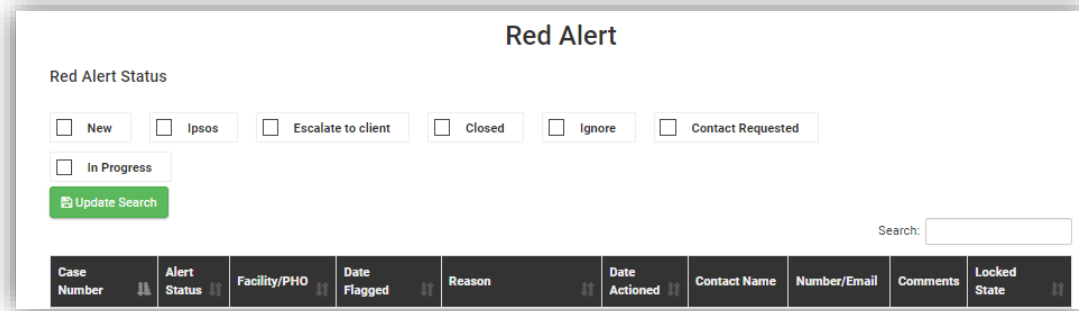 Red Alert
Red Alert Status
New Ipsos Escalate to client Closed Ignore Contact Requested
In Progress
Update Search
Search:
Case Number Alert Status Facility/PHO Date Flagged Reason Date Actioned Contact Name Number/Email Comments Locked State